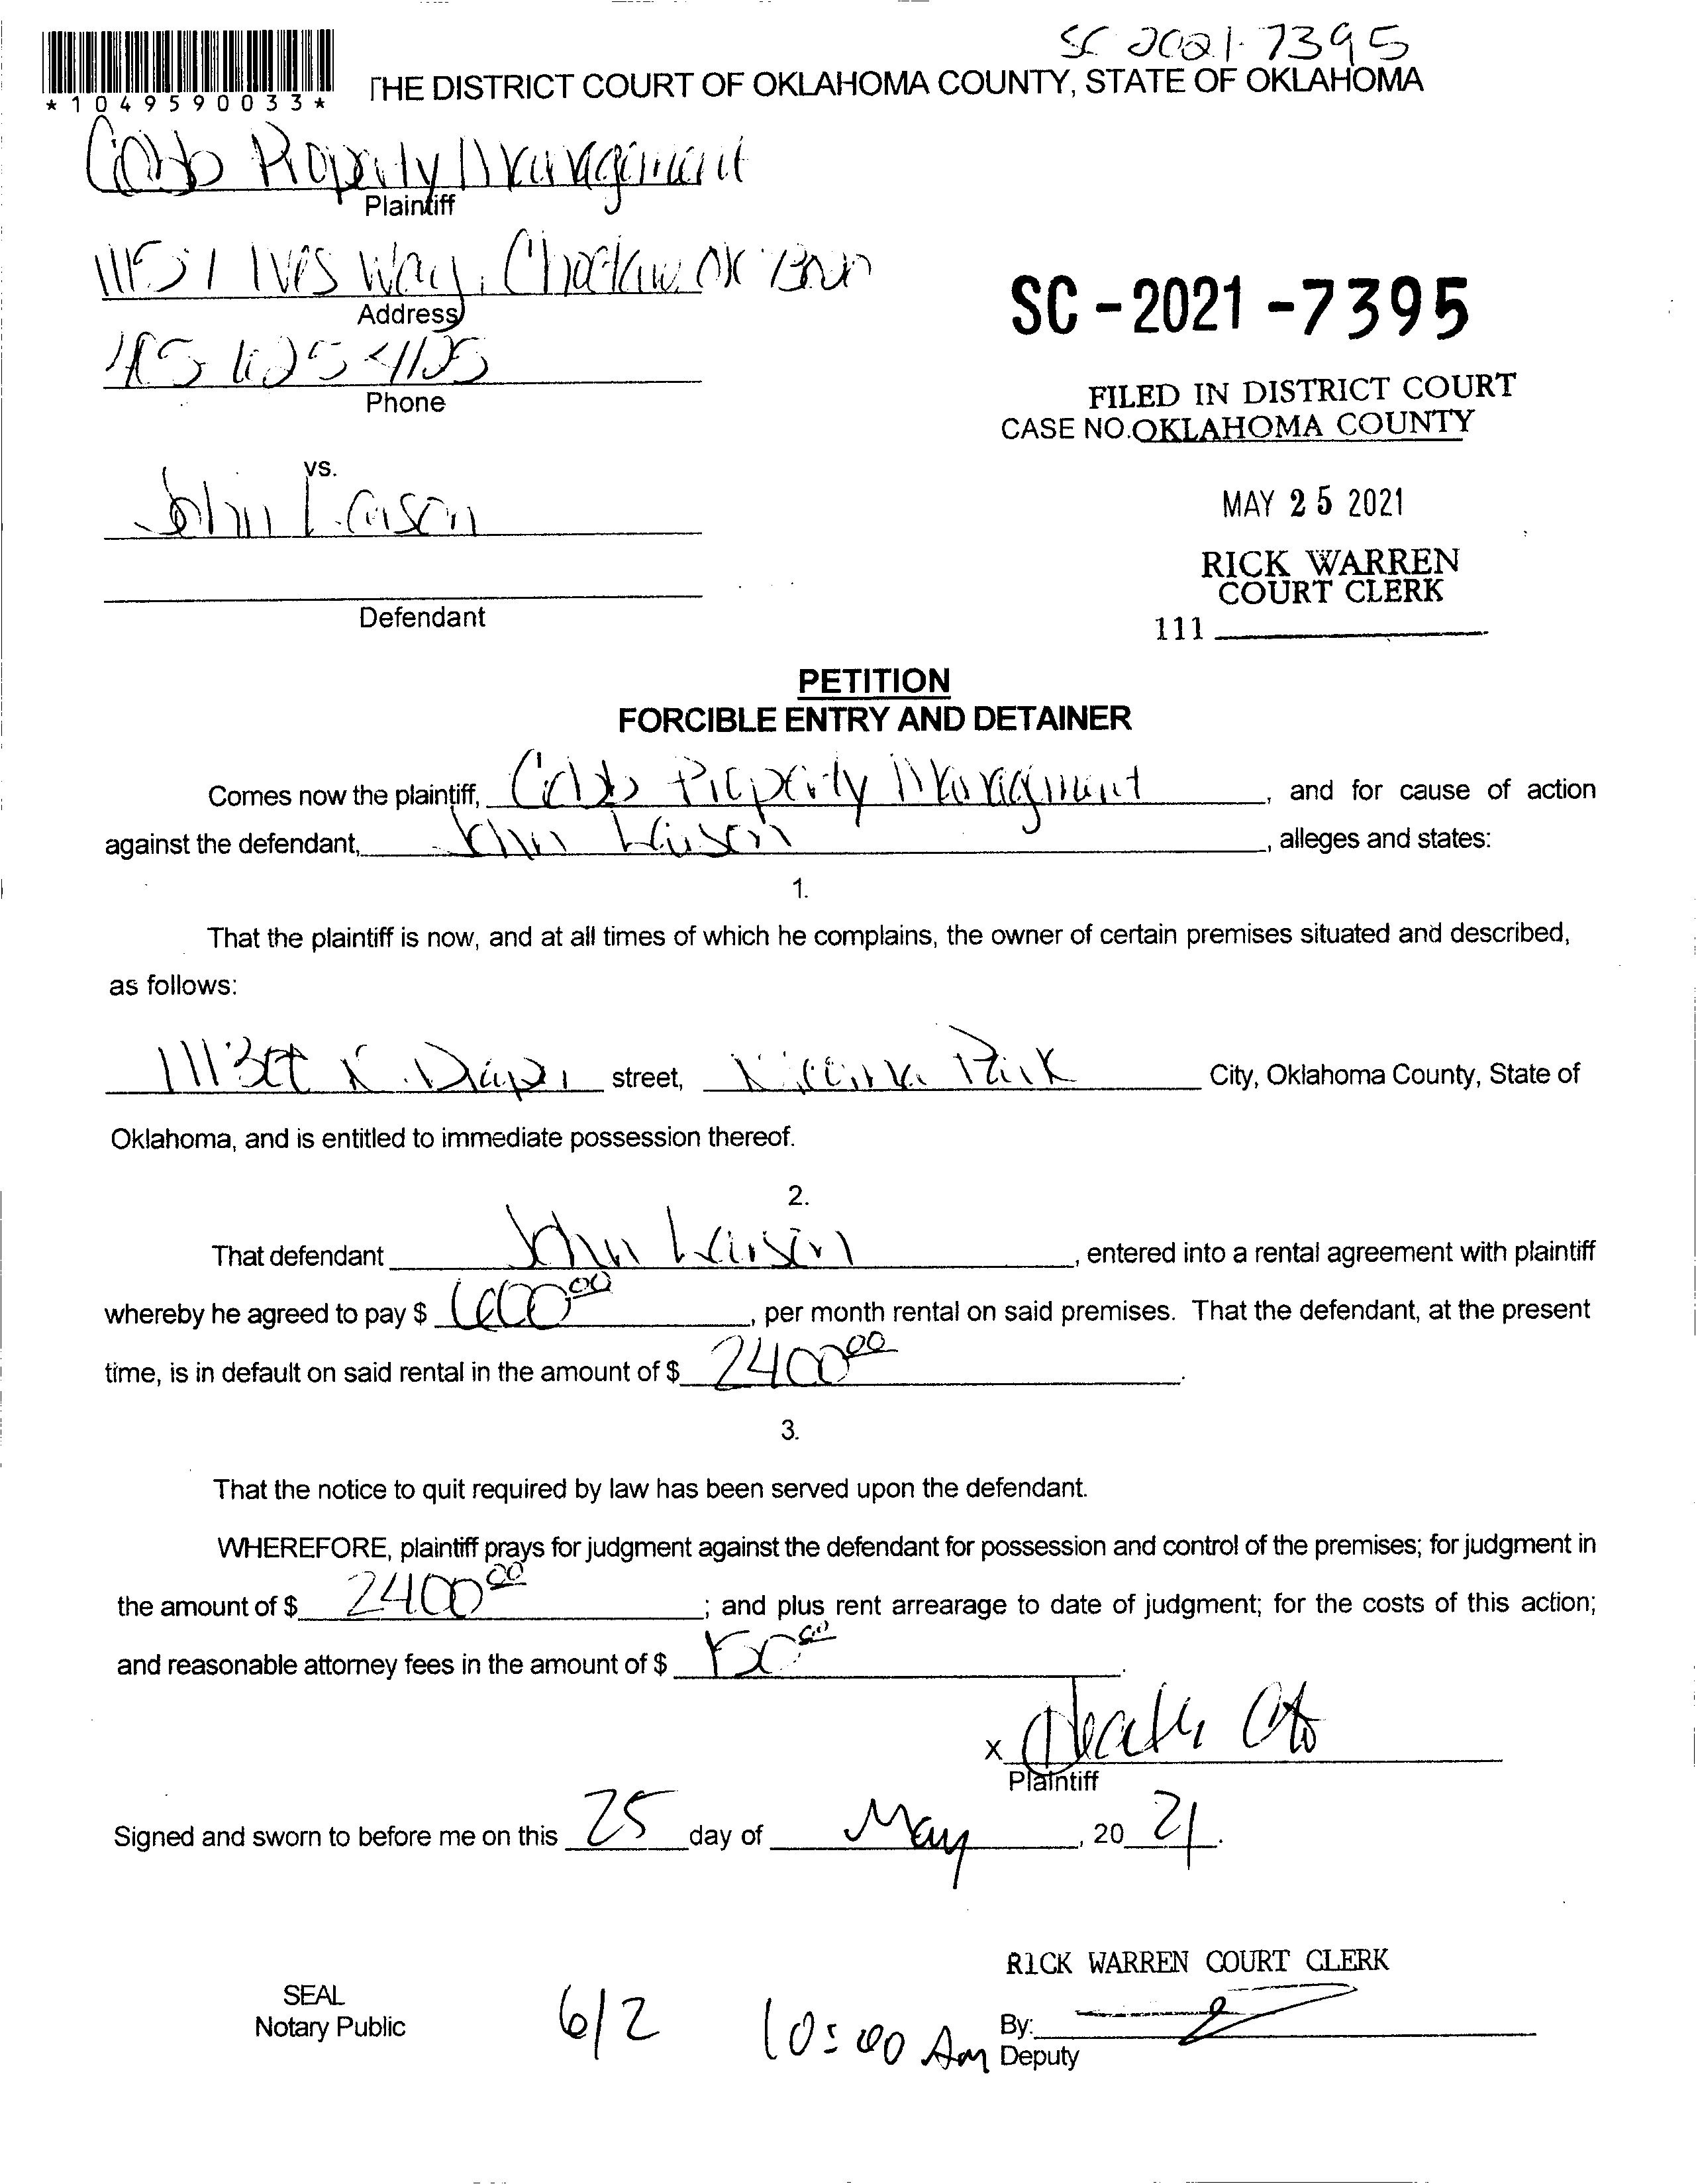 SC 2021-7395
*1049590033*
THE DISTRICT COURT OF OKLAHOMA COUNTY, STATE OF OKLAHOMA
Property Management
Plaintiff
Ives Way, Choctaw, OK
Address
405 625 4125
Phone
SC-2021-7395
FILED IN DISTRICT COURT
CASE NO. OKLAHOMA COUNTY
vs.
John Larson
MAY 25 2021
RICK WARREN
COURT CLERK
Defendant
111
PETITION
FORCIBLE ENTRY AND DETAINER
Comes now the plaintiff, Property Management, and for cause of action
against the defendant, John Larson, alleges and states:
1.
That the plaintiff is now, and at all times of which he complains, the owner of certain premises situated and described,
as follows:
N. Draper street, Nicoma Park City, Oklahoma County, State of
Oklahoma, and is entitled to immediate possession thereof.
2.
That defendant John Larson, entered into a rental agreement with plaintiff
whereby he agreed to pay $ 600.00, per month rental on said premises. That the defendant, at the present
time, is in default on said rental in the amount of $ 2400.00.
3.
That the notice to quit required by law has been served upon the defendant.
WHEREFORE, plaintiff prays for judgment against the defendant for possession and control of the premises; for judgment in
the amount of $ 2400.00; and plus rent arrearage to date of judgment; for the costs of this action;
and reasonable attorney fees in the amount of $ 150.00.
x
Plaintiff
Signed and sworn to before me on this 25 day of May, 2021.
RICK WARREN COURT CLERK
SEAL
Notary Public
6/2 10:00 Am
By:
Deputy